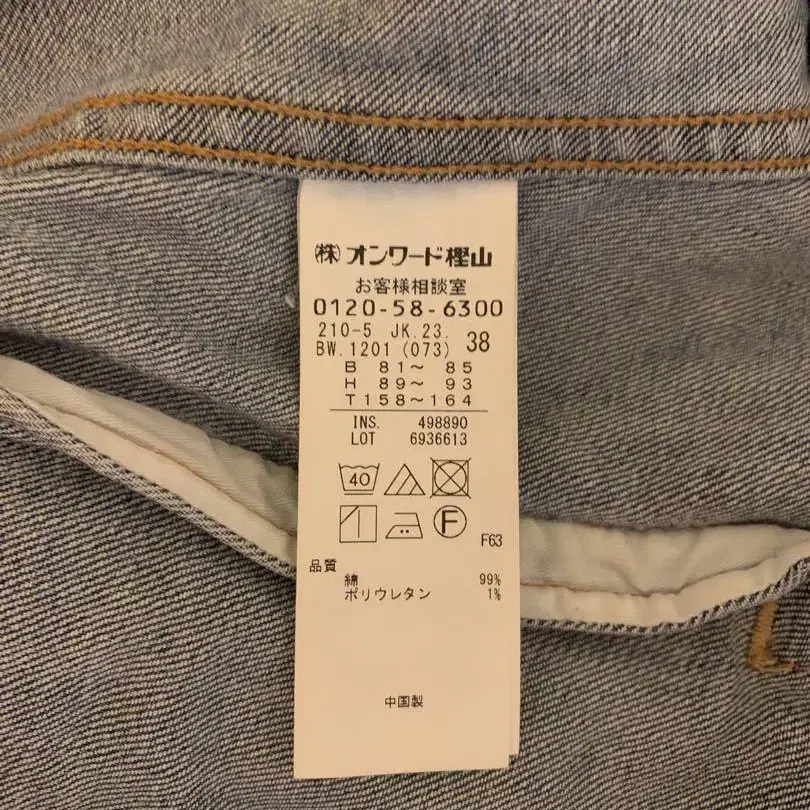 ㈱オンワード樫山
お客様相談室
0120-58-6300
210-5 JK.23.
BW.1201(073) 38
B 81～ 85
H 89～ 93
T158～164
INS. 498890
LOT 6936613
40
F
F63
品質
綿 99%
ポリウレタン 1%
中国製